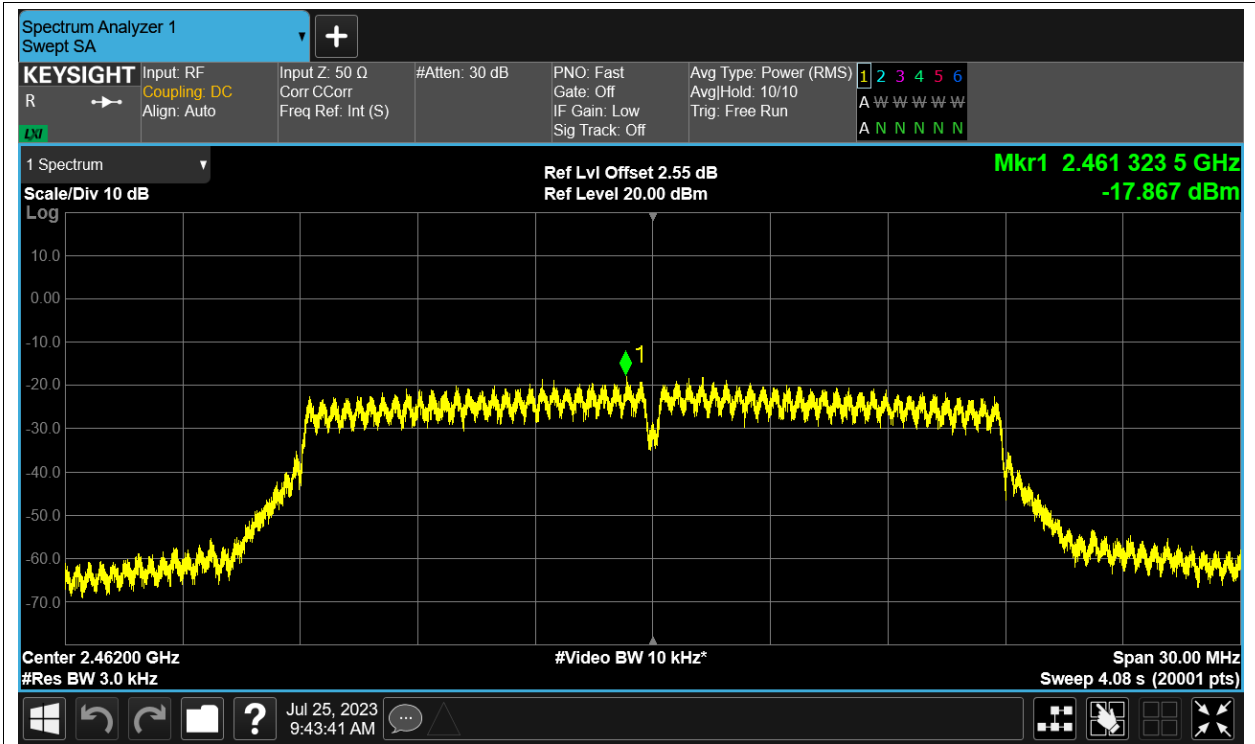 Spectrum Analyzer 1
Swept SA
KEYSIGHT
R
LXI
Input: RF
Coupling: DC
Align: Auto
Input Z: 50 Ω
Corr CCorr
Freq Ref: Int (S)
#Atten: 30 dB
PNO: Fast
Gate: Off
IF Gain: Low
Sig Track: Off
Avg Type: Power (RMS)
Avg|Hold: 10/10
Trig: Free Run
1 2 3 4 5 6
A W W W W W
A N N N N N
1 Spectrum
Scale/Div 10 dB
Log
Ref Lvl Offset 2.55 dB
Ref Level 20.00 dBm
Mkr1 2.461 323 5 GHz
-17.867 dBm
10.0
0.00
-10.0
1
-20.0
-30.0
-40.0
-50.0
-60.0
-70.0
Center 2.46200 GHz
#Video BW 10 kHz*
Span 30.00 MHz
#Res BW 3.0 kHz
Sweep 4.08 s (20001 pts)
?
Jul 25, 2023
9:43:41 AM